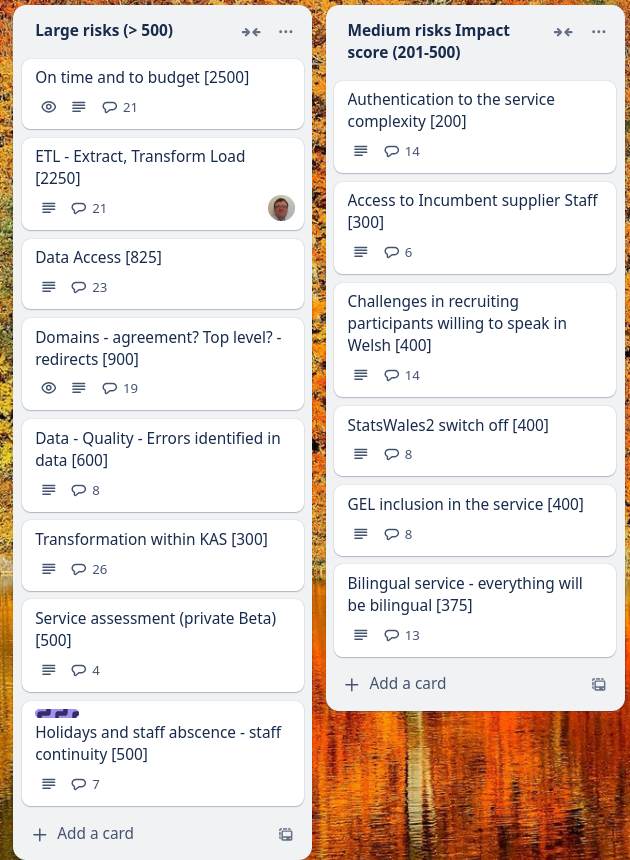 Large risks (> 500)
On time and to budget [2500]
21
ETL - Extract, Transform Load
[2250]
21
Data Access [825]
23
Domains - agreement? Top level? -
redirects [900]
19
Data - Quality - Errors identified in
data [600]
8
Transformation within KAS [300]
26
Service assessment (private Beta)
[500]
4
Holidays and staff abscence - staff
continuity [500]
7
Add a card
Medium risks Impact
score (201-500)
Authentication to the service
complexity [200]
14
Access to Incumbent supplier Staff
[300]
6
Challenges in recruiting
participants willing to speak in
Welsh [400]
14
StatsWales2 switch off [400]
8
GEL inclusion in the service [400]
8
Bilingual service - everything will
be bilingual [375]
13
Add a card